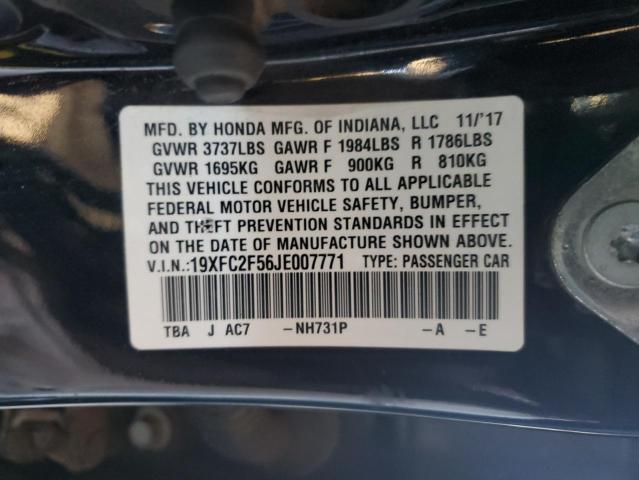 MFD. BY HONDA MFG. OF INDIANA, LLC 11/'17
GVWR 3737LBS GAWR F 1984LBS R 1786LBS
GVWR 1695KG GAWR F 900KG R 810KG
THIS VEHICLE CONFORMS TO ALL APPLICABLE
FEDERAL MOTOR VEHICLE SAFETY, BUMPER,
AND THEFT PREVENTION STANDARDS IN EFFECT
ON THE DATE OF MANUFACTURE SHOWN ABOVE.
V.I.N.:19XFC2F56JE007771 TYPE: PASSENGER CAR
TBA J AC7 -NH731P -A -E